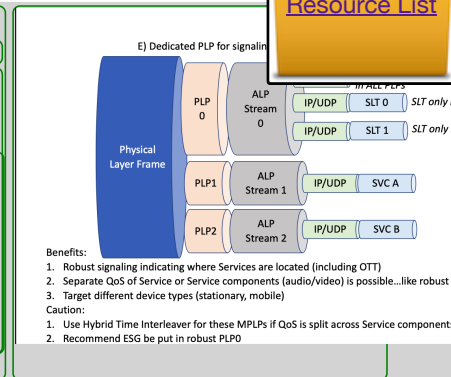 Resource List
E) Dedicated PLP for signalin
in ALL PLPs
PLP
0
ALP
Stream
0
IP/UDP
SLT 0
SLT only
IP/UDP
SLT 1
SLT only
Physical
Layer Frame
PLP1
ALP
Stream 1
IP/UDP
SVC A
PLP2
ALP
Stream 2
IP/UDP
SVC B
Benefits:
1. Robust signaling indicating where Services are located (including OTT)
2. Separate QoS of Service or Service components (audio/video) is possible...like robust
3. Target different device types (stationary, mobile)
Caution:
1. Use Hybrid Time Interleaver for these MPLPs if QoS is split across Service components
2. Recommend ESG be put in robust PLP0